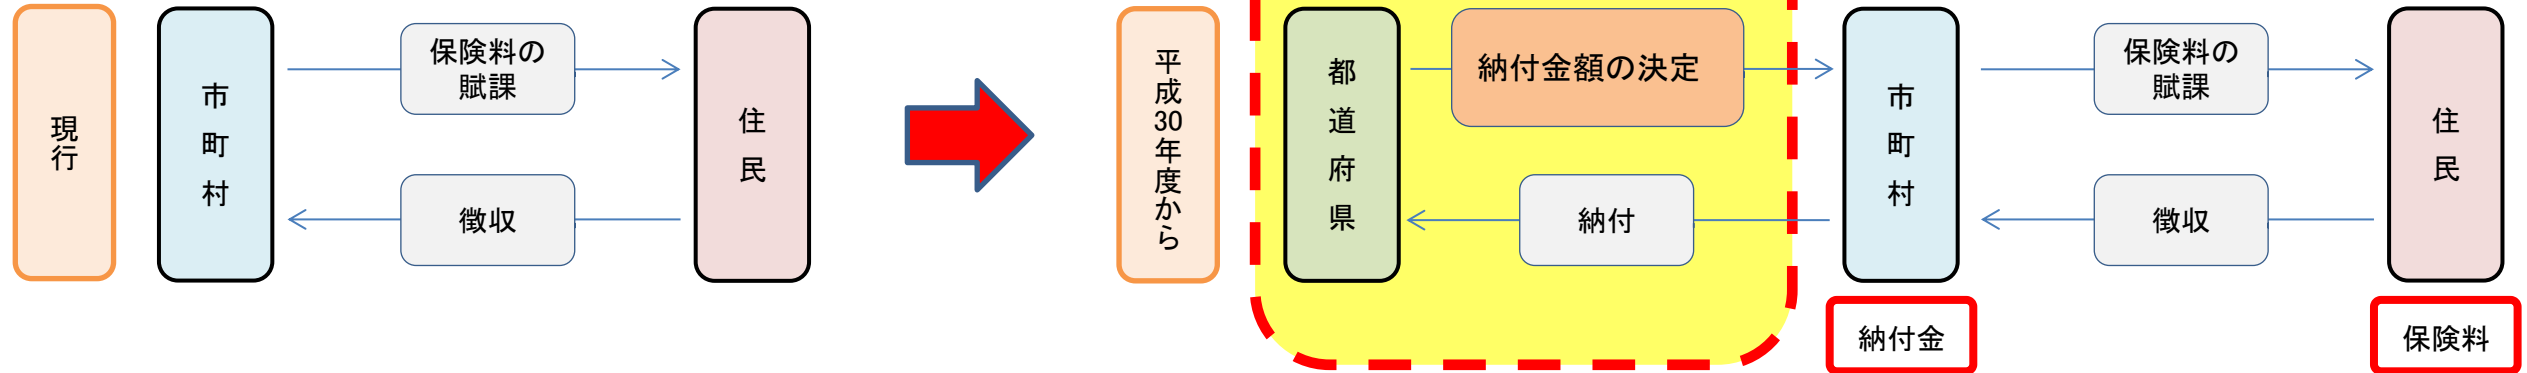 現行
市町村
保険料の
賦課
徴収
住民
平成30年度から
都道府県
納付金額の決定
納付
市町村
保険料の
賦課
徴収
住民
納付金
保険料